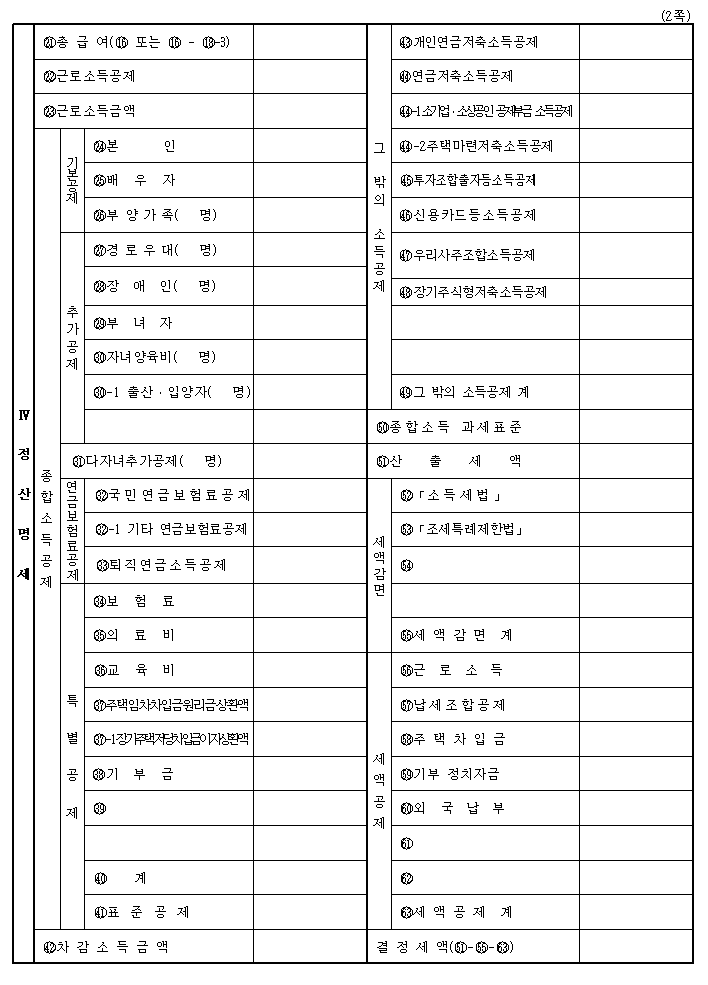 (2쪽)
Ⅳ 정 산 명 세
㉑총 급 여(⑯ 또는 ⑯ - ⑱-3)
㉒근로소득공제
㉓근로소득금액
종 합 소 득 공 제
기본공제
㉔본 인
㉕배 우 자
㉖부 양 가 족( 명)
추 가 공 제
㉗경 로 우 대( 명)
㉘장 애 인( 명)
㉙부 녀 자
㉚자녀양육비( 명)
㉚-1 출산ㆍ입양자( 명)
㉛다자녀추가공제( 명)
연금보험료공제
㉜국민연금보험료공제
㉜-1 기타 연금보험료공제
㉝퇴직연금소득공제
특 별 공 제
㉞보 험 료
㉟의 료 비
㊱교 육 비
㊲주택임차차입금원리금상환액
㊲-1장기주택저당차입금이자상환액
㊳기 부 금
㊴
㊵ 계
㊶표 준 공 제
㊷차 감 소 득 금 액
그 밖의 소득공제
㊸개인연금저축소득공제
㊹연금저축소득공제
㊹-1소기업ㆍ소상공인 공제부금 소득공제
㊹-2주택마련저축소득공제
㊺투자조합출자등소득공제
㊻신용카드등소득공제
㊼우리사주조합소득공제
㊽장기주식형저축소득공제
㊾그 밖의 소득공제 계
㊿종합소득 과세표준
51산 출 세 액
세액감면
52「소득세법」
53「조세특례제한법」
54
55세 액 감 면 계
세 액 공 제
56근 로 소 득
57납세조합공제
58주 택 차 입 금
59기부 정치자금
60외 국 납 부
61
62
63세 액 공 제 계
결 정 세 액(51-55-63)